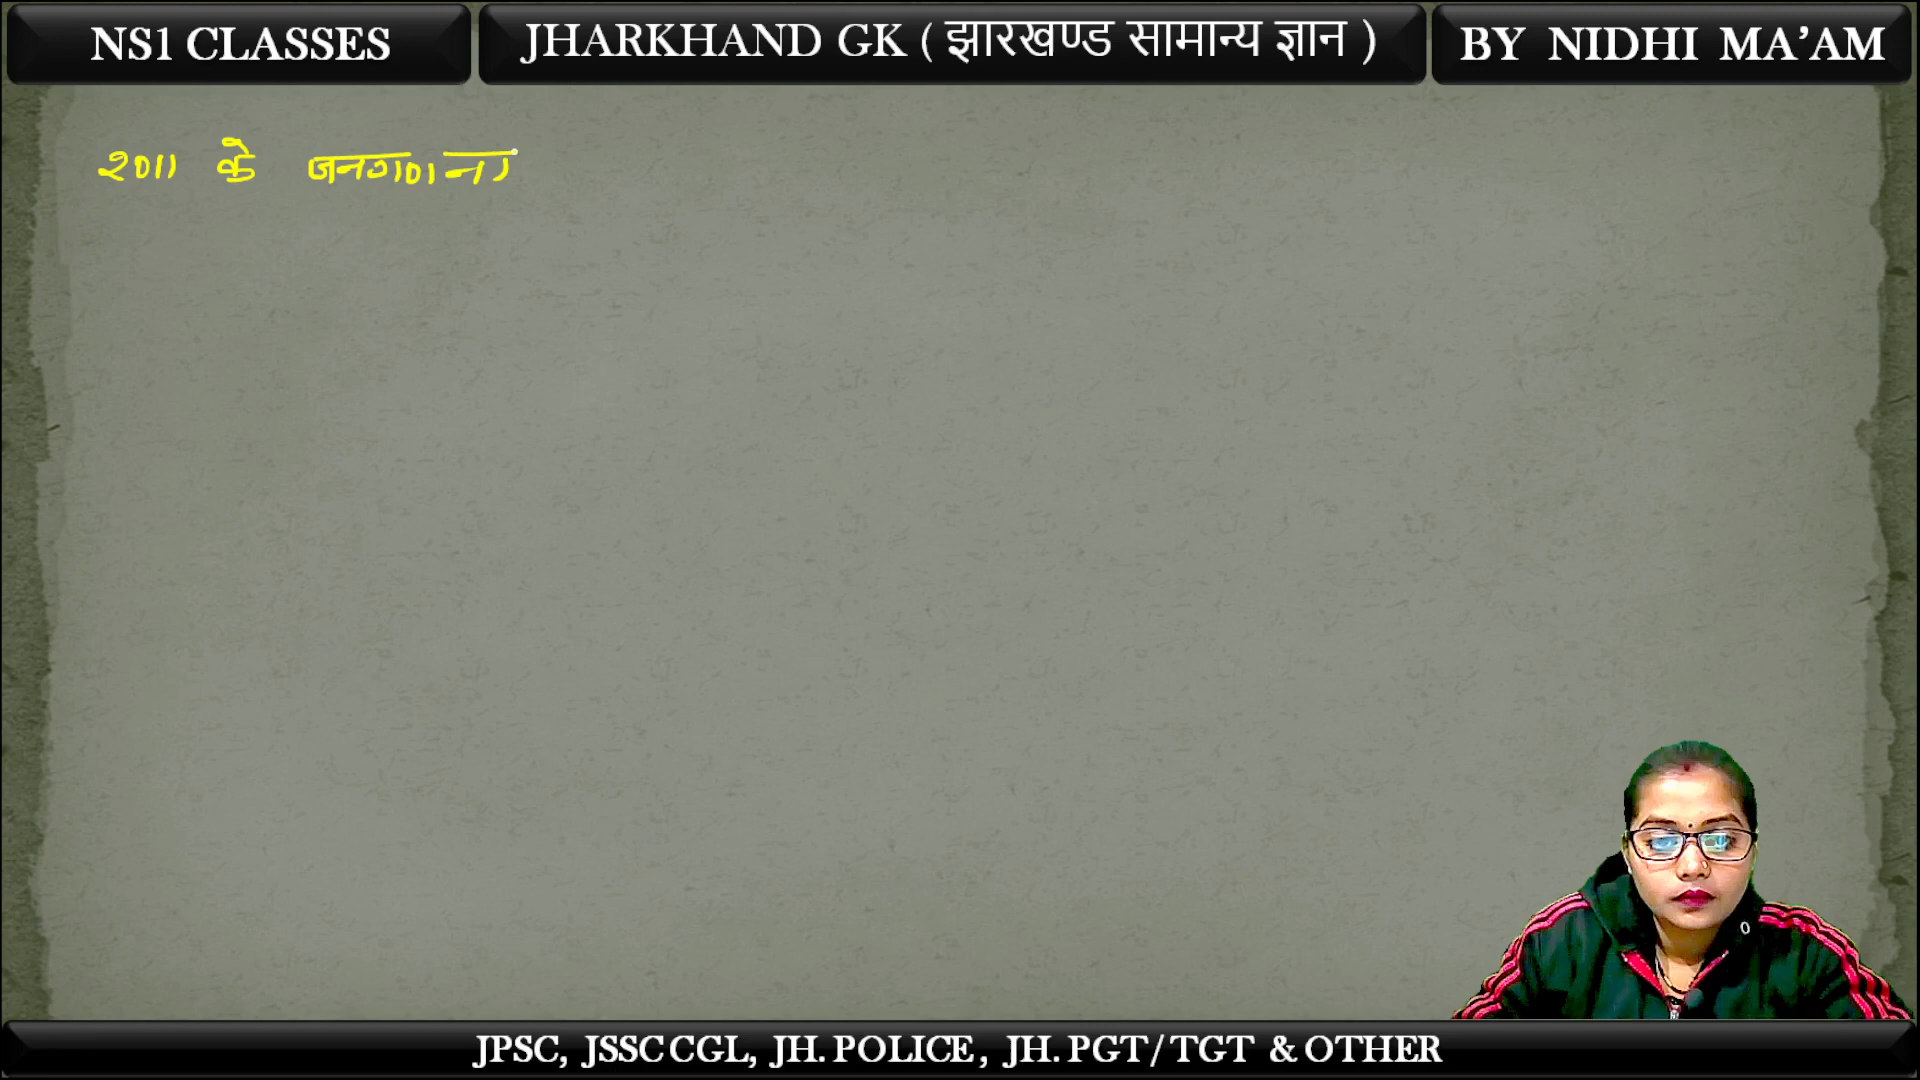 NS1 CLASSES
JHARKHAND GK ( झारखण्ड सामान्य ज्ञान )
BY NIDHI MA’AM
2011 के जनगणना
JPSC, JSSC CGL, JH. POLICE, JH. PGT/TGT & OTHER